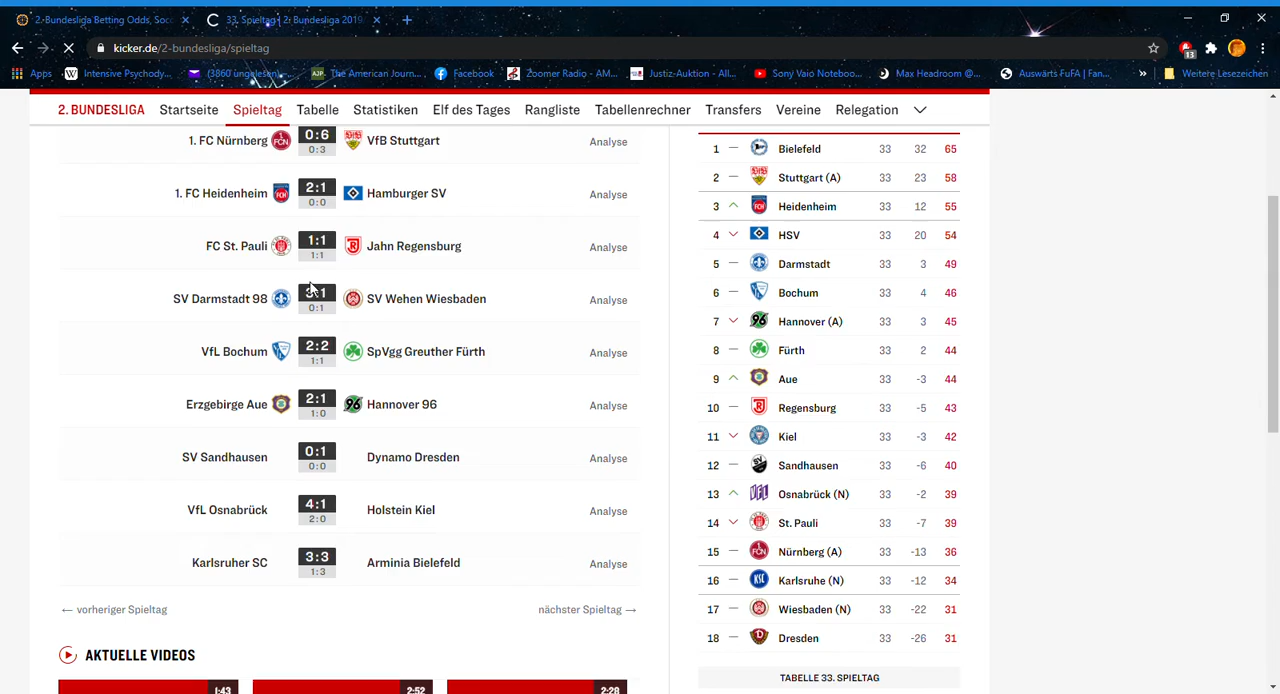 2. Bundesliga Betting Odds, Soc
33. Spieltag | 2. Bundesliga 2019
kicker.de/2-bundesliga/spieltag
13
Apps Intensive Psychody... (3860 ungelesen) AJP The American Journ... Facebook Zoomer Radio - AM... Justiz-Auktion - All... Sony Vaio Noteboo... Max Headroom @... Auswärts FuFA | Fan... » Weitere Lesezeichen
2. BUNDESLIGA Startseite Spieltag Tabelle Statistiken Elf des Tages Rangliste Tabellenrechner Transfers Vereine Relegation
1. FC Nürnberg 0:6 VfB Stuttgart Analyse
0:3
1. FC Heidenheim 2:1 Hamburger SV Analyse
0:0
FC St. Pauli 1:1 Jahn Regensburg Analyse
1:1
SV Darmstadt 98 :1 SV Wehen Wiesbaden Analyse
0:1
VfL Bochum 2:2 SpVgg Greuther Fürth Analyse
1:1
Erzgebirge Aue 2:1 Hannover 96 Analyse
1:0
SV Sandhausen 0:1 Dynamo Dresden Analyse
0:0
VfL Osnabrück 4:1 Holstein Kiel Analyse
2:0
Karlsruher SC 3:3 Arminia Bielefeld Analyse
1:3
← vorheriger Spieltag nächster Spieltag →
AKTUELLE VIDEOS
1:43 2:52 2:28
1 — Bielefeld 33 32 65
2 — Stuttgart (A) 33 23 58
3 Heidenheim 33 12 55
4 HSV 33 20 54
5 — Darmstadt 33 3 49
6 — Bochum 33 4 46
7 Hannover (A) 33 3 45
8 — Fürth 33 2 44
9 Aue 33 -3 44
10 — Regensburg 33 -5 43
11 Kiel 33 -3 42
12 — Sandhausen 33 -6 40
13 Osnabrück (N) 33 -2 39
14 St. Pauli 33 -7 39
15 — Nürnberg (A) 33 -13 36
16 — Karlsruhe (N) 33 -12 34
17 — Wiesbaden (N) 33 -22 31
18 — Dresden 33 -26 31
TABELLE 33. SPIELTAG